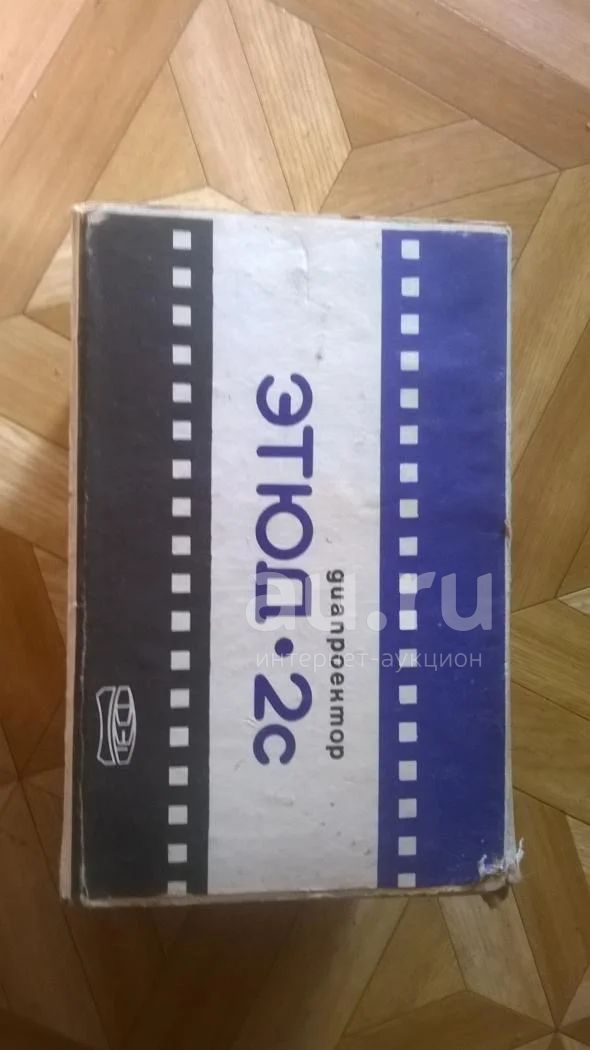 диапроектор
ЭТЮД·2с
au.ru
интернет-аукцион